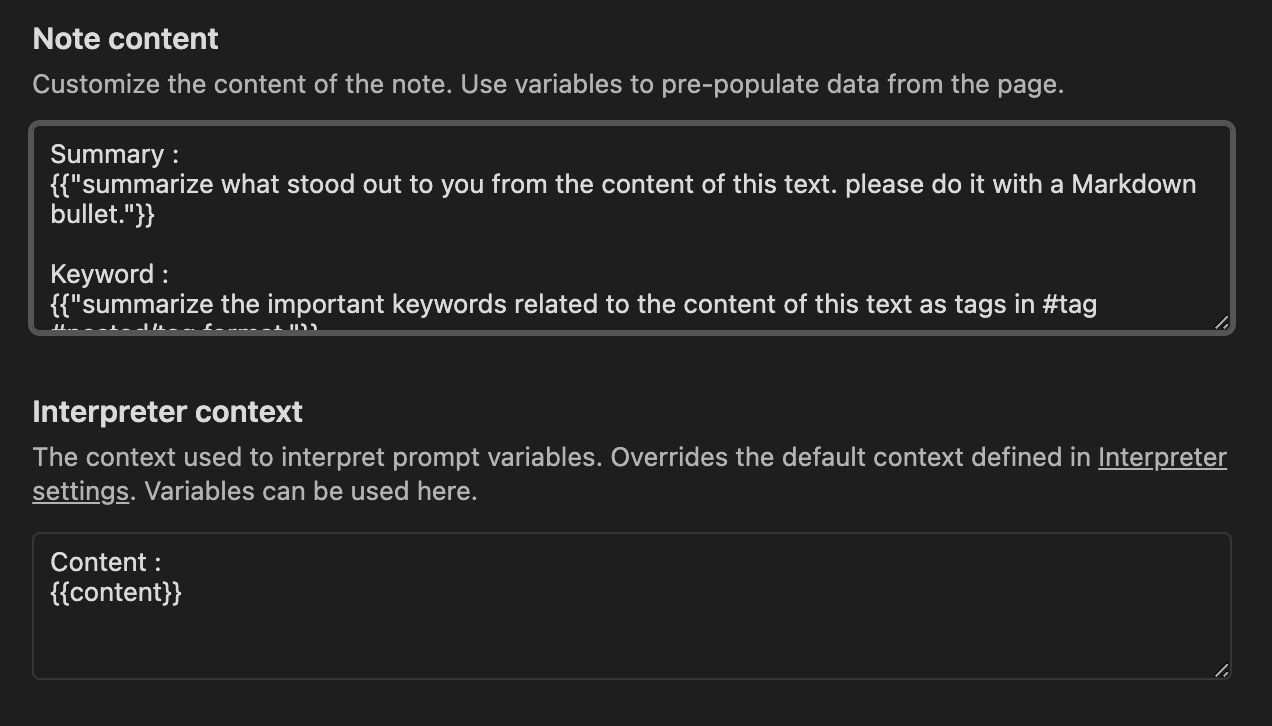 Note content
Customize the content of the note. Use variables to pre-populate data from the page.
Summary :
{{"summarize what stood out to you from the content of this text. please do it with a Markdown
bullet."}}
Keyword :
{{"summarize the important keywords related to the content of this text as tags in #tag
#nested/tag format."}}
Interpreter context
The context used to interpret prompt variables. Overrides the default context defined in Interpreter
settings. Variables can be used here.
Content :
{{content}}